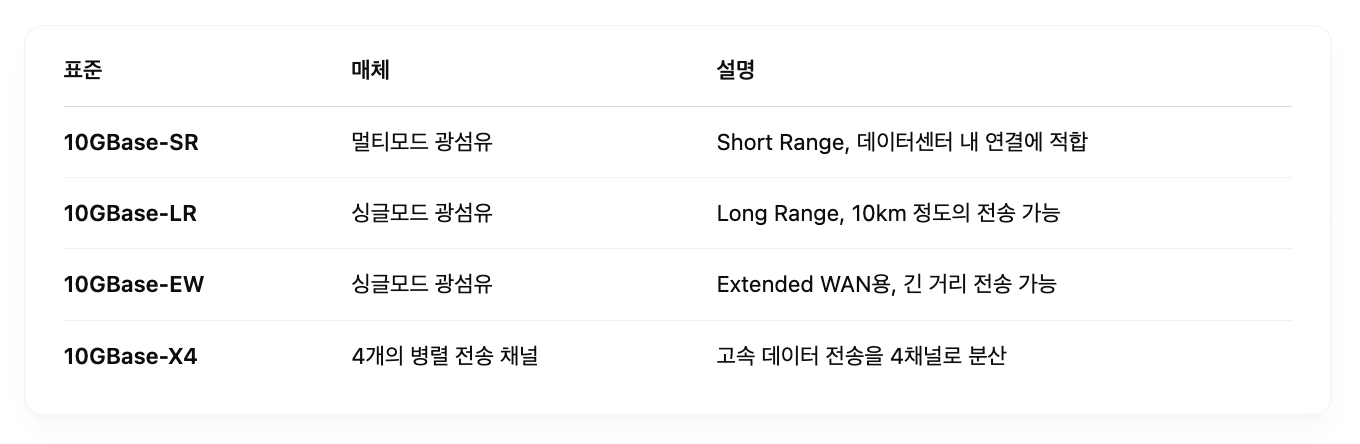 표준 매체 설명
10GBase-SR 멀티모드 광섬유 Short Range, 데이터센터 내 연결에 적합
10GBase-LR 싱글모드 광섬유 Long Range, 10km 정도의 전송 가능
10GBase-EW 싱글모드 광섬유 Extended WAN용, 긴 거리 전송 가능
10GBase-X4 4개의 병렬 전송 채널 고속 데이터 전송을 4채널로 분산